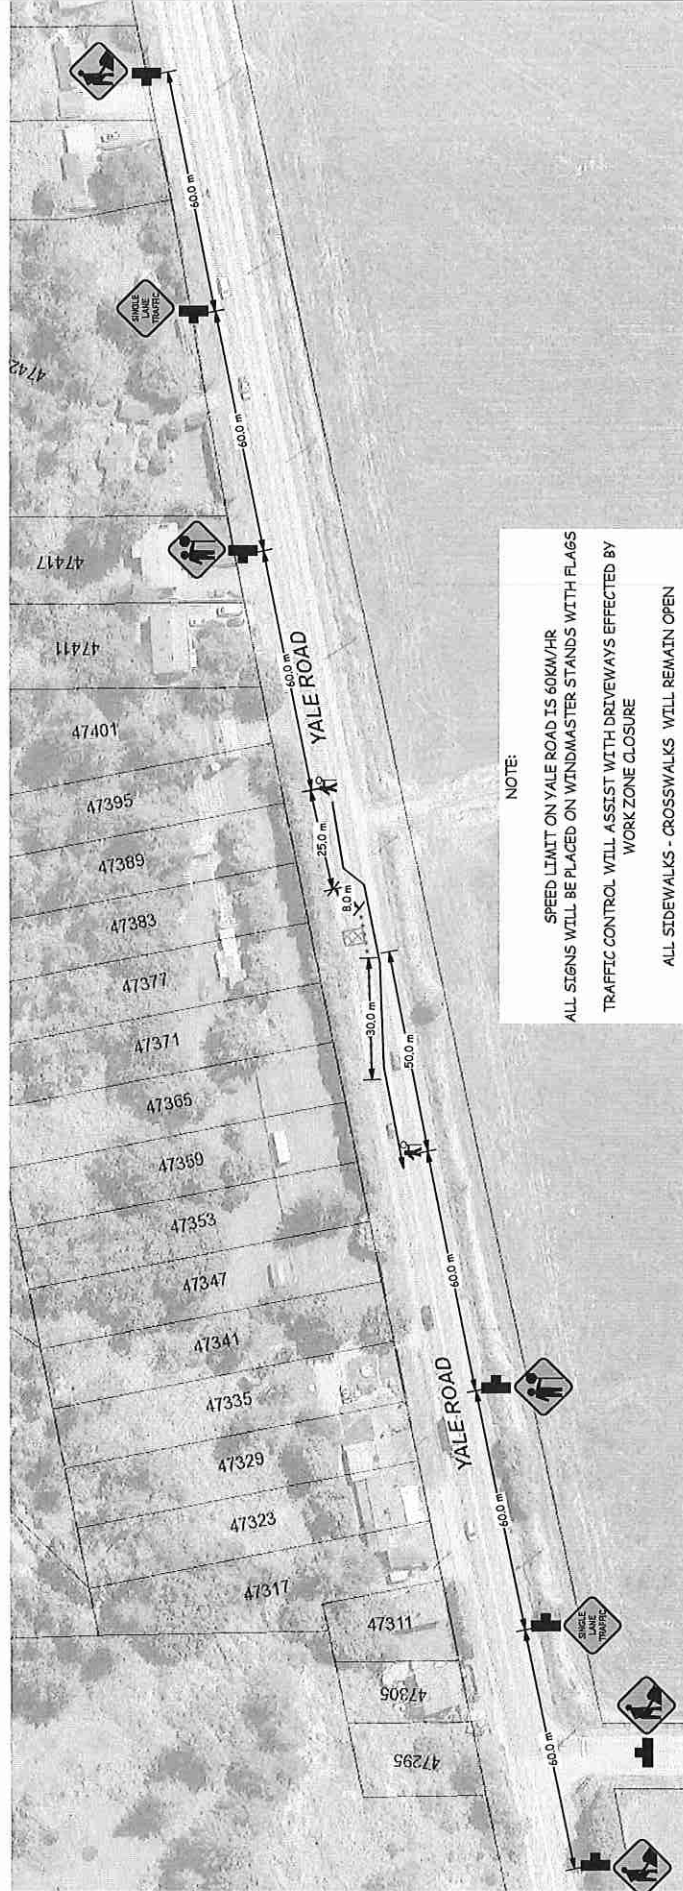 60.0 m
SINGLE
LANE
TRAFFIC
60.0 m
47417
47411
60.0 m
YALE ROAD
47401
47395
25.0 m
47389
8.0 m
47383
47377
30.0 m
47371
50.0 m
47365
47359
47353
47347
60.0 m
47341
47335
YALE ROAD
47329
47323
60.0 m
47317
47311
SINGLE
LANE
TRAFFIC
47305
47295
60.0 m
NOTE:
SPEED LIMIT ON YALE ROAD IS 60KM/HR
ALL SIGNS WILL BE PLACED ON WINDMASTER STANDS WITH FLAGS
TRAFFIC CONTROL WILL ASSIST WITH DRIVEWAYS EFFECTED BY
WORK ZONE CLOSURE
ALL SIDEWALKS - CROSSWALKS WILL REMAIN OPEN